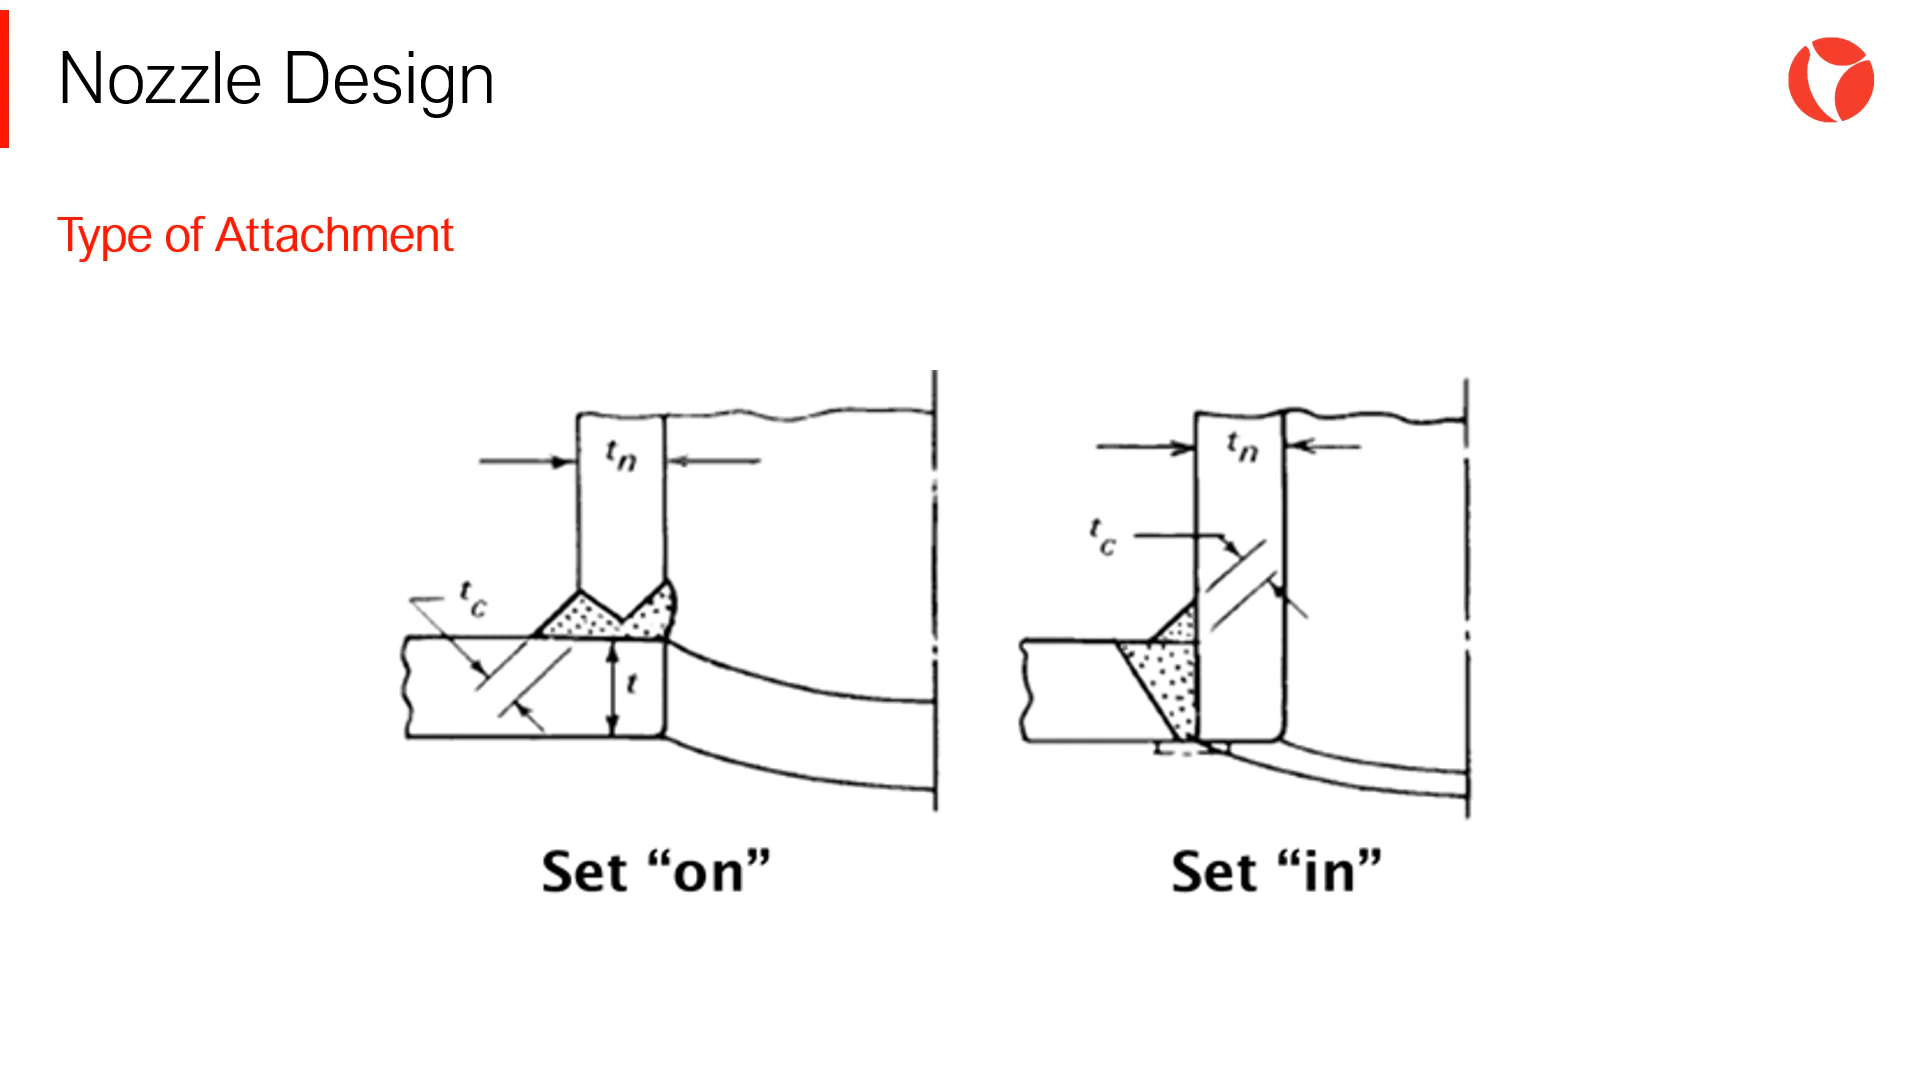 Nozzle Design
Type of Attachment
tn
tn
tc
tc
t
Set “on”
Set “in”